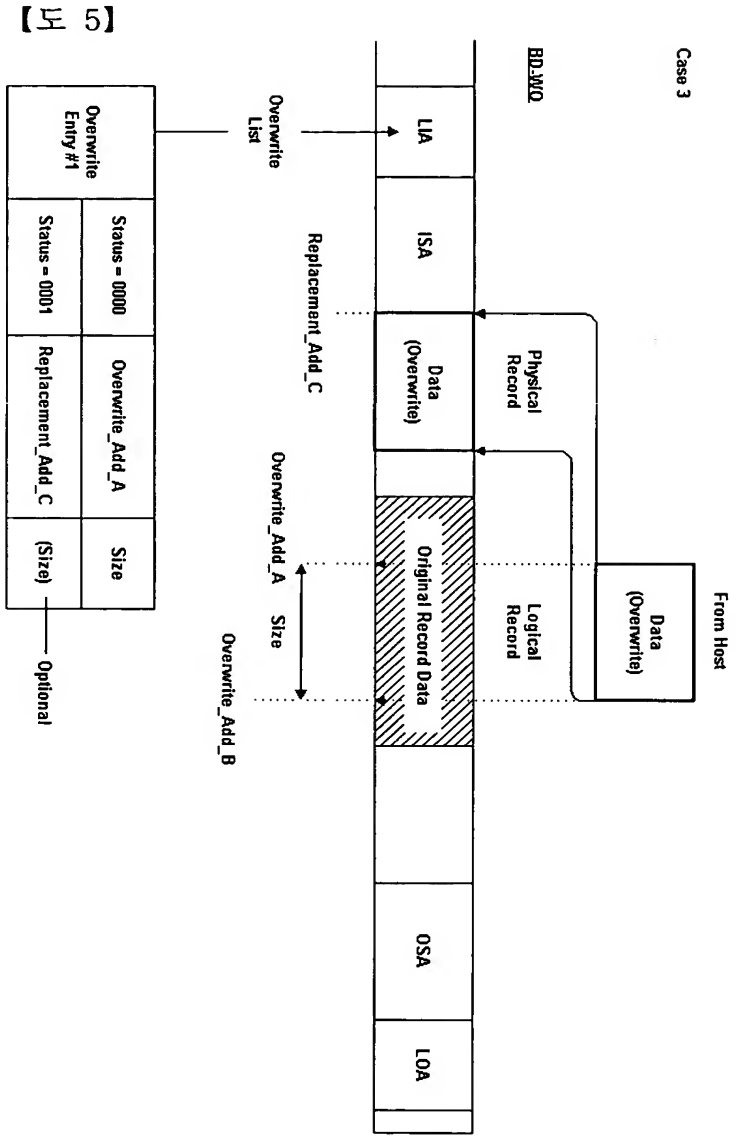 【도 5】
Case 3
From Host
BD-WO
Data
(Overwrite)
Physical
Record
Logical
Record
LIA
ISA
Data
(Overwrite)
Original Record Data
OSA
LOA
Overwrite
List
Replacement_Add_C
Overwrite_Add_A
Size
Overwrite_Add_B
Overwrite
Entry #1
Status = 0000
Overwrite_Add_A
Size
Status = 0001
Replacement_Add_C
(Size)
Optional